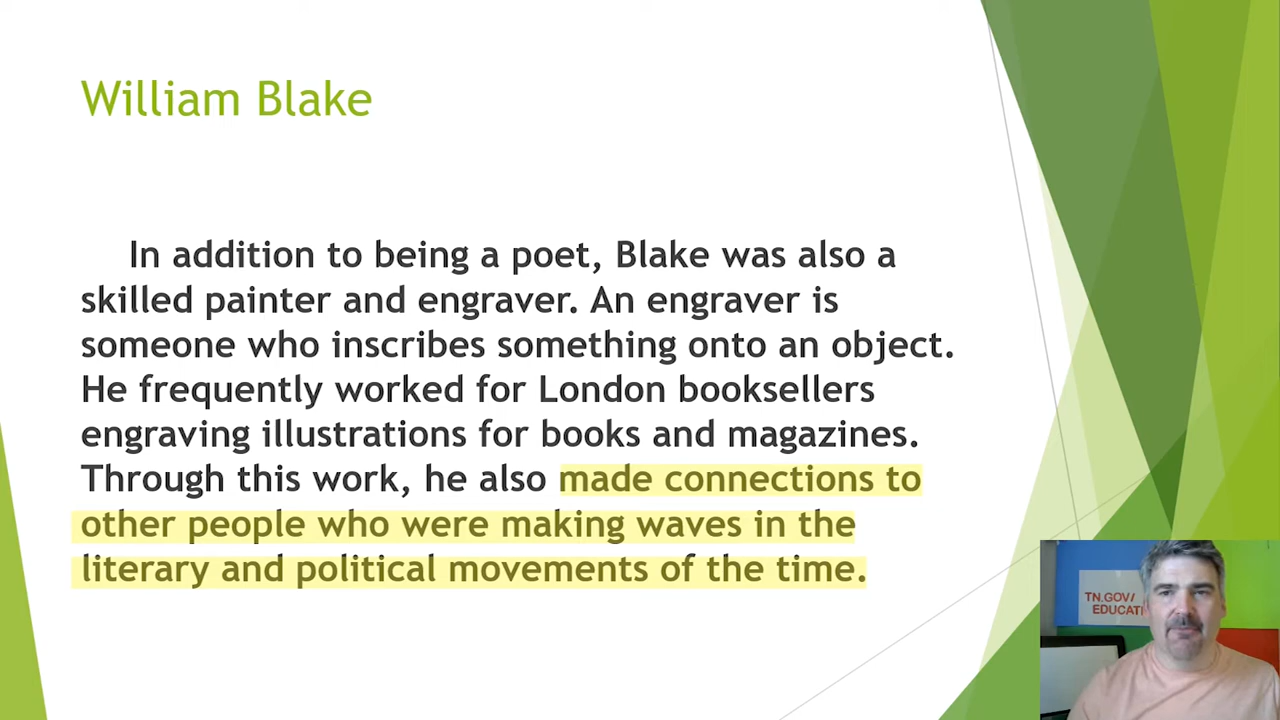 William Blake
In addition to being a poet, Blake was also a
skilled painter and engraver. An engraver is
someone who inscribes something onto an object.
He frequently worked for London booksellers
engraving illustrations for books and magazines.
Through this work, he also made connections to
other people who were making waves in the
literary and political movements of the time.
TN.GOV/
EDUCATI